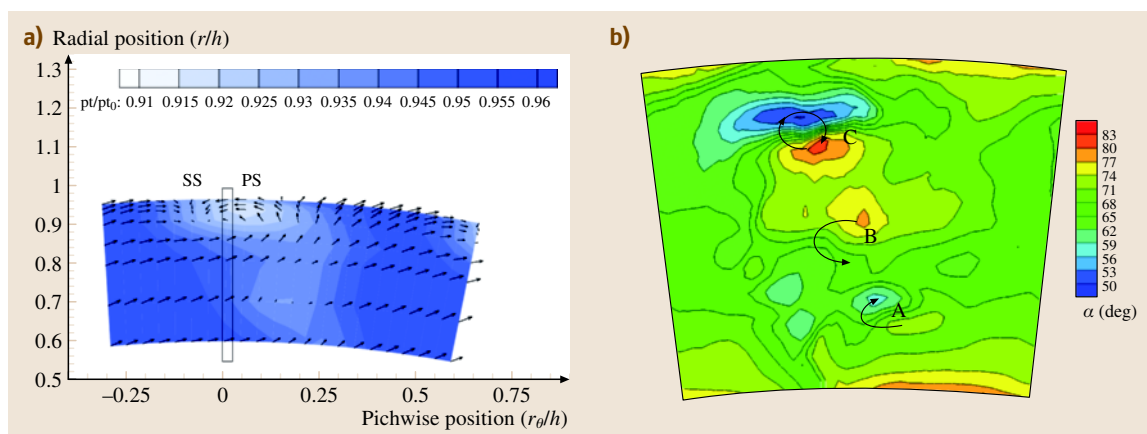 a) Radial position (r/h)
1.3
1.2
1.1
1
0.9
0.8
0.7
0.6
0.5
pt/pt0: 0.91 0.915 0.92 0.925 0.93 0.935 0.94 0.945 0.95 0.955 0.96
SS PS
–0.25 0 0.25 0.5 0.75
Pichwise position (rθ/h)
b)
C
B
A
83
80
77
74
71
68
65
62
59
56
53
50
α (deg)